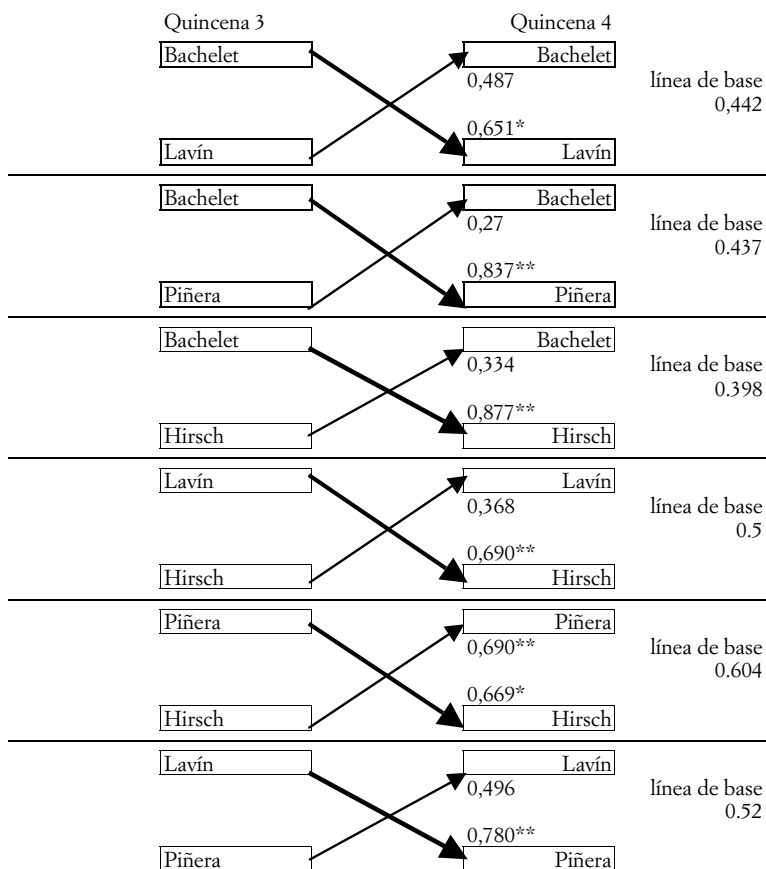 Quincena 3 Quincena 4
Bachelet Bachelet
0,487 línea de base
0,442
0,651*
Lavín Lavín
Bachelet Bachelet
0,27 línea de base
0.437
0,837**
Piñera Piñera
Bachelet Bachelet
0,334 línea de base
0.398
0,877**
Hirsch Hirsch
Lavín Lavín
0,368 línea de base
0.5
0,690**
Hirsch Hirsch
Piñera Piñera
0,690** línea de base
0.604
0,669*
Hirsch Hirsch
Lavín Lavín
0,496 línea de base
0.52
0,780**
Piñera Piñera